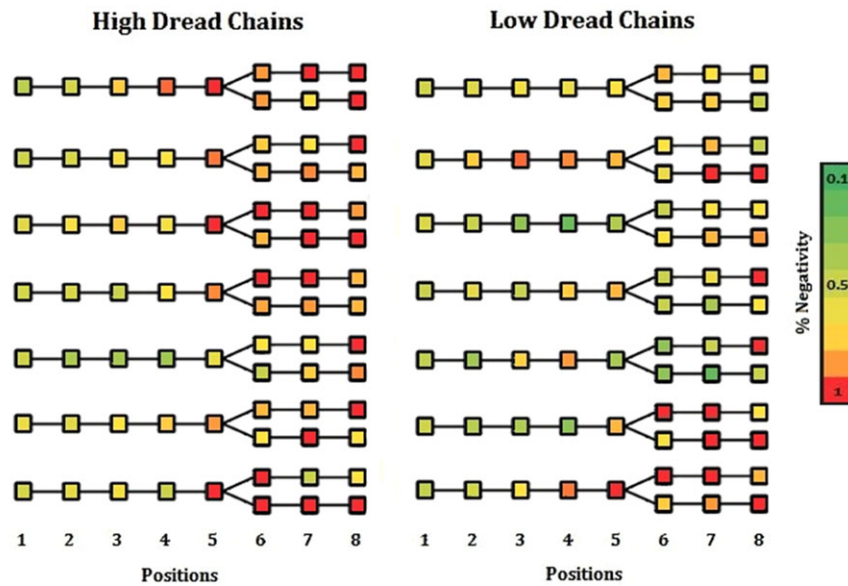 High Dread Chains
Low Dread Chains
0.1
0.5
1
% Negativity
1 2 3 4 5 6 7 8
1 2 3 4 5 6 7 8
Positions
Positions